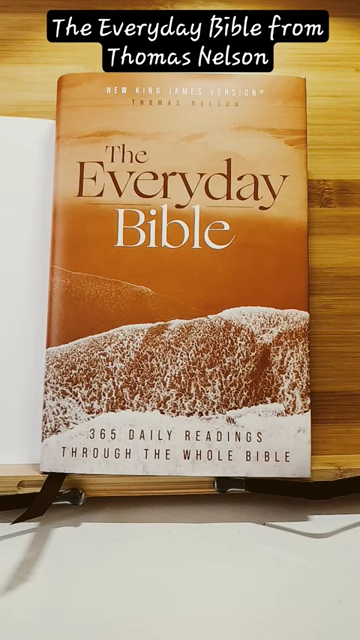 The Everyday Bible from
Thomas Nelson
NEW KING JAMES VERSION®
THOMAS NELSON
The
Everyday
Bible
365 DAILY READINGS
THROUGH THE WHOLE BIBLE